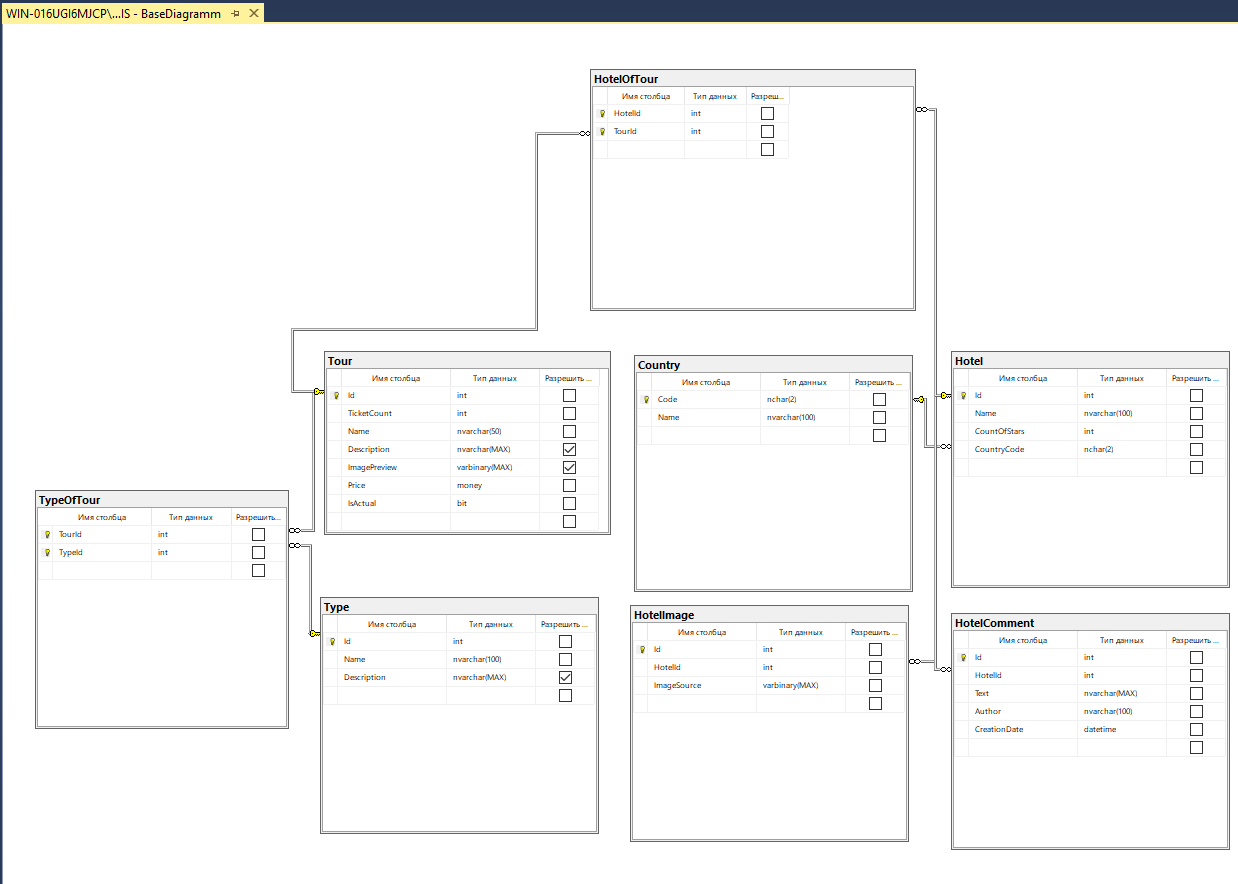 WIN-016UGI6MJCP\...IS - BaseDiagramm
HotelOfTour
Имя столбца Тип данных Разреш...
HotelId int
TourId int
Tour
Имя столбца Тип данных Разрешить ...
Id int
TicketCount int
Name nvarchar(50)
Description nvarchar(MAX)
ImagePreview varbinary(MAX)
Price money
IsActual bit
Country
Имя столбца Тип данных Разрешить ...
Code nchar(2)
Name nvarchar(100)
Hotel
Имя столбца Тип данных Разрешить ...
Id int
Name nvarchar(100)
CountOfStars int
CountryCode nchar(2)
TypeOfTour
Имя столбца Тип данных Разрешить...
TourId int
TypeId int
Type
Имя столбца Тип данных Разрешить ...
Id int
Name nvarchar(100)
Description nvarchar(MAX)
HotelImage
Имя столбца Тип данных Разрешить ...
Id int
HotelId int
ImageSource varbinary(MAX)
HotelComment
Имя столбца Тип данных Разрешить ...
Id int
HotelId int
Text nvarchar(MAX)
Author nvarchar(100)
CreationDate datetime